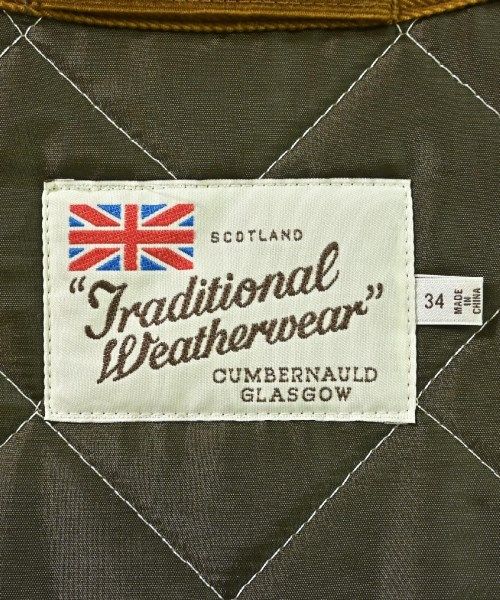 SCOTLAND
"Traditional
Weatherwear"
CUMBERNAULD
GLASGOW
34
MADE IN
CHINA